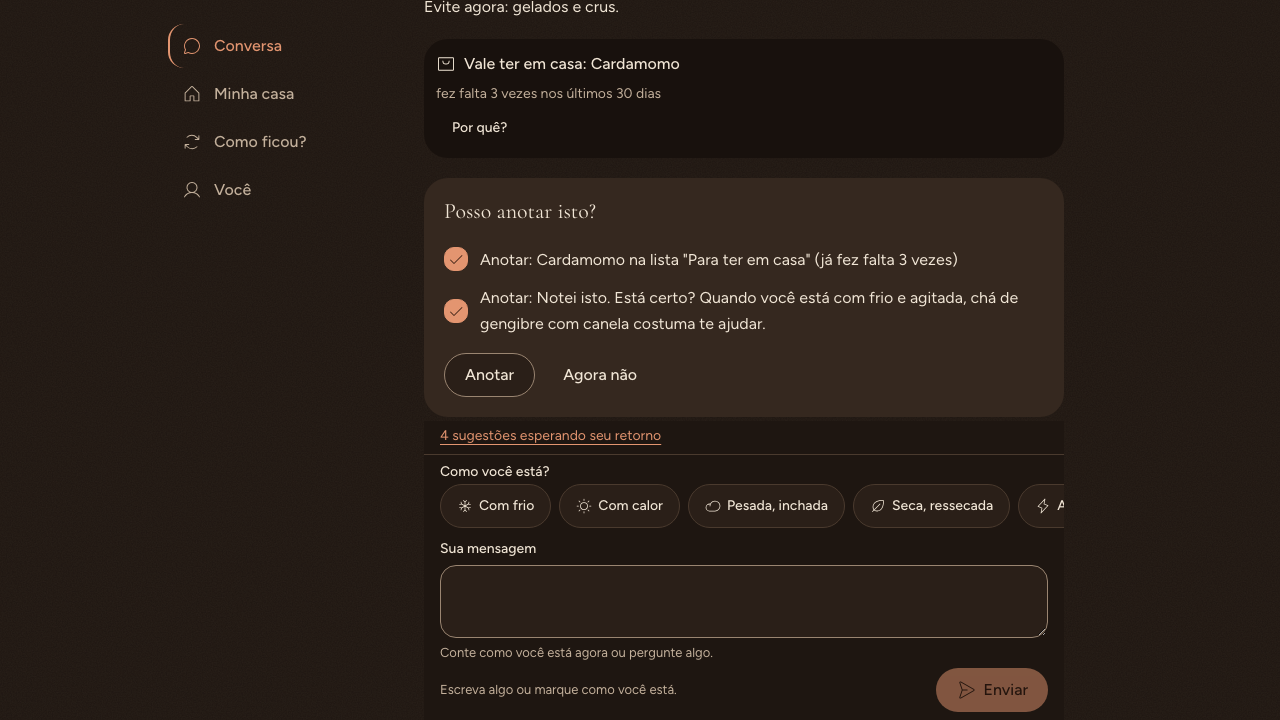 Evite agora: gelados e crus.
Conversa
Minha casa
Como ficou?
Você
Vale ter em casa: Cardamomo
fez falta 3 vezes nos últimos 30 dias
Por quê?
Posso anotar isto?
Anotar: Cardamomo na lista "Para ter em casa" (já fez falta 3 vezes)
Anotar: Notei isto. Está certo? Quando você está com frio e agitada, chá de
gengibre com canela costuma te ajudar.
Anotar
Agora não
4 sugestões esperando seu retorno
Como você está?
Com frio
Com calor
Pesada, inchada
Seca, ressecada
Sua mensagem
Conte como você está agora ou pergunte algo.
Escreva algo ou marque como você está.
Enviar